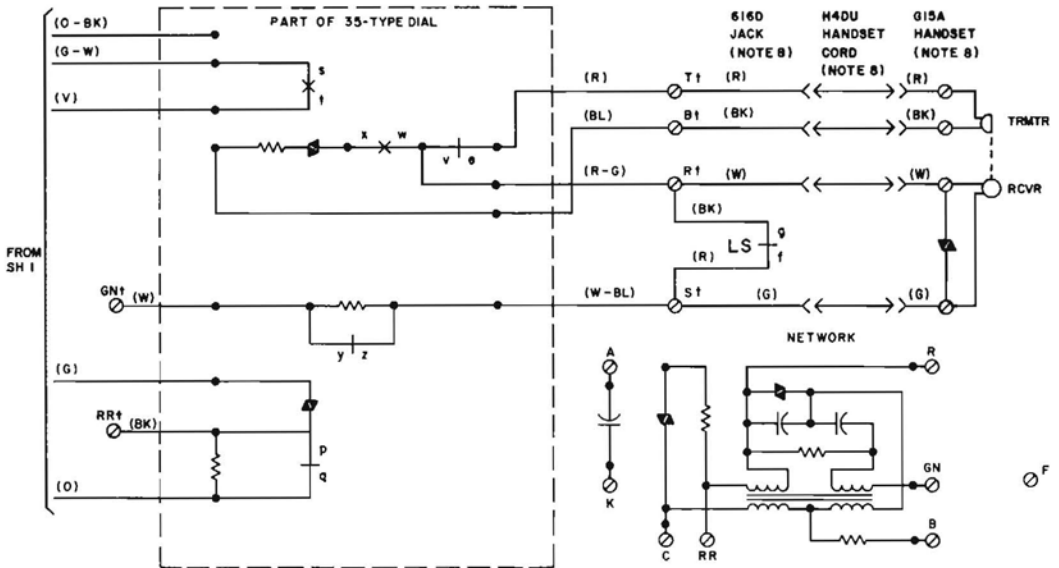 PART OF 35-TYPE DIAL
616D JACK (NOTE 8)
H4DU HANDSET CORD (NOTE 8)
G15A HANDSET (NOTE 8)
(O-BK)
(G-W)
s
t
(V)
(R)
T†
(R)
(R)
(BL)
B†
(BK)
(BK)
TRMTR
x
w
v
e
(R-G)
R†
(W)
(W)
RCVR
(BK)
LS
g
f
(R)
FROM SH 1
GN†
(W)
(W-BL)
S†
(G)
(G)
y
z
NETWORK
(G)
A
R
RR†
(BK)
p
q
(O)
K
GN
F
C
RR
B